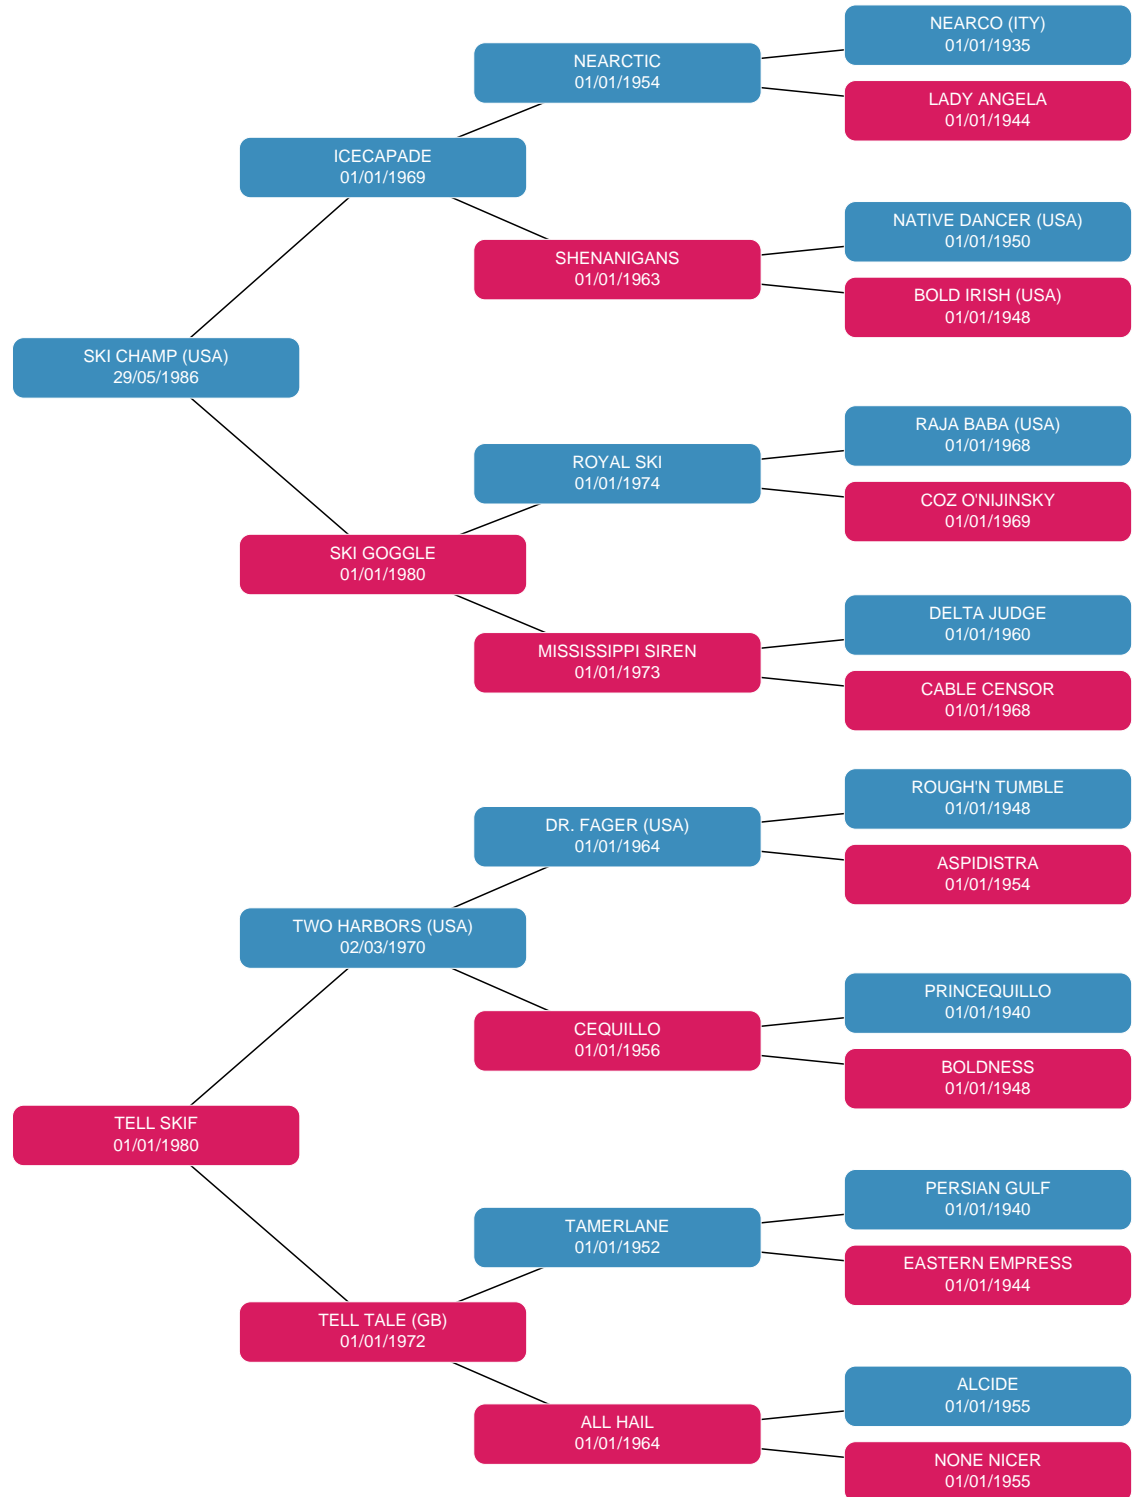 NEARCO (ITY)
01/01/1935
NEARCTIC
01/01/1954
LADY ANGELA
01/01/1944
ICECAPADE
01/01/1969
NATIVE DANCER (USA)
01/01/1950
SHENANIGANS
01/01/1963
BOLD IRISH (USA)
01/01/1948
SKI CHAMP (USA)
29/05/1986
RAJA BABA (USA)
01/01/1968
ROYAL SKI
01/01/1974
COZ O'NIJINSKY
01/01/1969
SKI GOGGLE
01/01/1980
DELTA JUDGE
01/01/1960
MISSISSIPPI SIREN
01/01/1973
CABLE CENSOR
01/01/1968
ROUGH'N TUMBLE
01/01/1948
DR. FAGER (USA)
01/01/1964
ASPIDISTRA
01/01/1954
TWO HARBORS (USA)
02/03/1970
PRINCEQUILLO
01/01/1940
CEQUILLO
01/01/1956
BOLDNESS
01/01/1948
TELL SKIF
01/01/1980
PERSIAN GULF
01/01/1940
TAMERLANE
01/01/1952
EASTERN EMPRESS
01/01/1944
TELL TALE (GB)
01/01/1972
ALCIDE
01/01/1955
ALL HAIL
01/01/1964
NONE NICER
01/01/1955